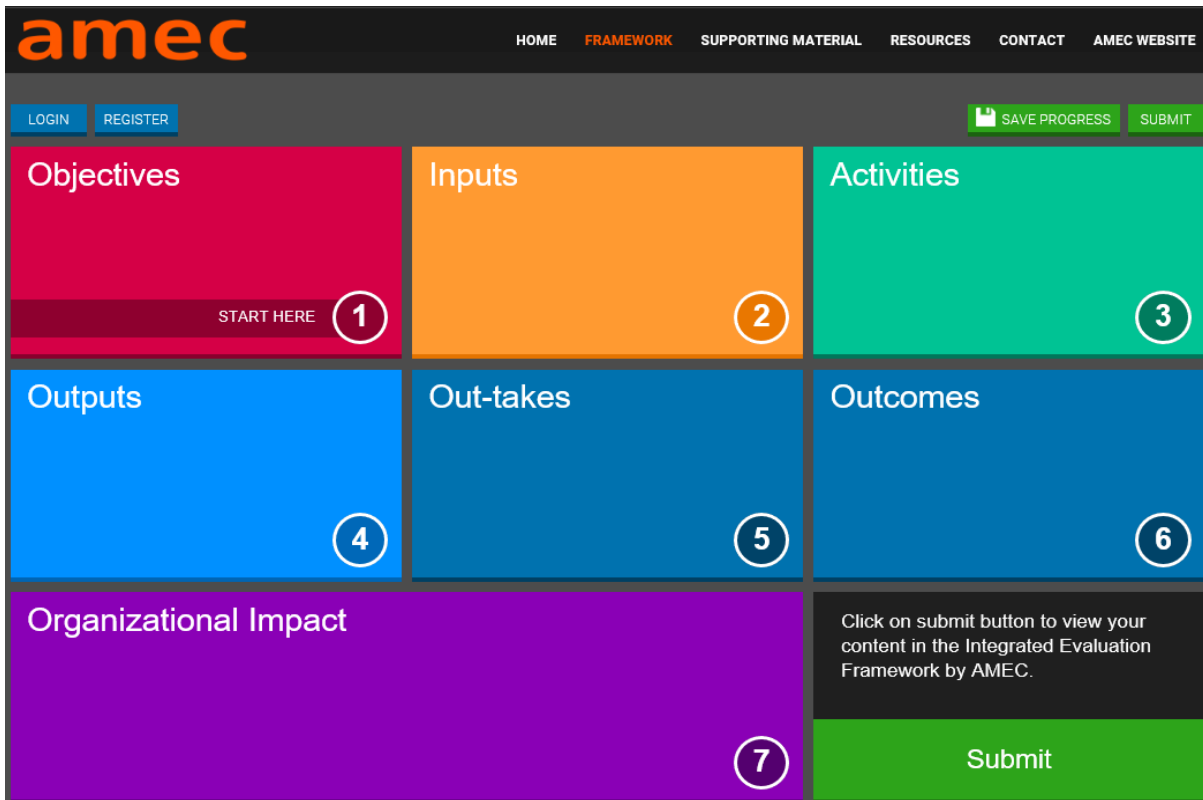 amec
HOME FRAMEWORK SUPPORTING MATERIAL RESOURCES CONTACT AMEC WEBSITE
LOGIN REGISTER SAVE PROGRESS SUBMIT
Objectives
START HERE 1
Inputs
2
Activities
3
Outputs
4
Out-takes
5
Outcomes
6
Organizational Impact
7
Click on submit button to view your
content in the Integrated Evaluation
Framework by AMEC.
Submit